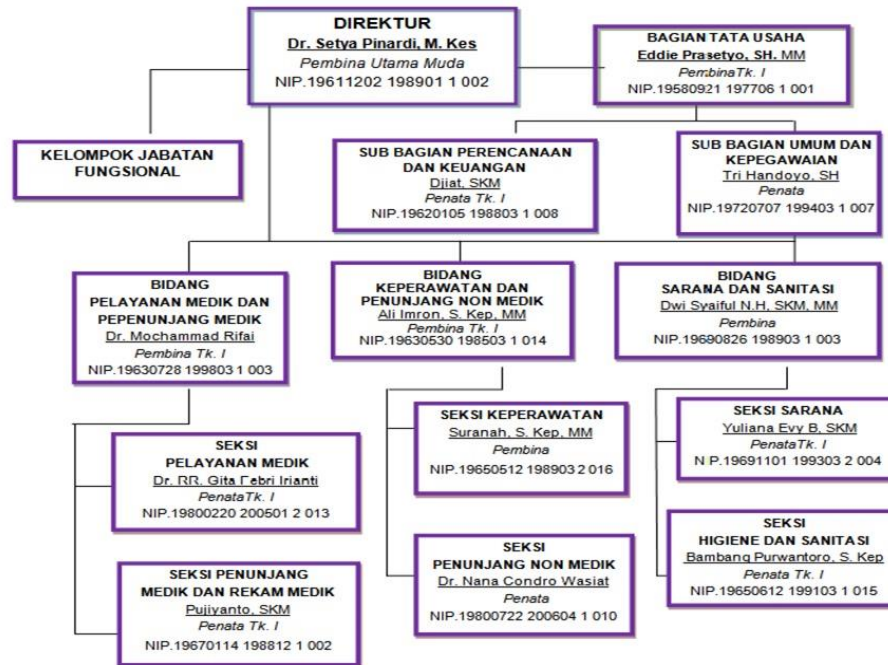 DIREKTUR
Dr. Setya Pinardi, M. Kes
Pembina Utama Muda
NIP.19611202 198901 1 002
BAGIAN TATA USAHA
Eddie Prasetyo, SH. MM
PembinaTk. I
NIP.19580921 197706 1 001
KELOMPOK JABATAN
FUNGSIONAL
SUB BAGIAN PERENCANAAN
DAN KEUANGAN
Djiat, SKM
Penata Tk. I
NIP.19620105 198803 1 008
SUB BAGIAN UMUM DAN
KEPEGAWAIAN
Tri Handoyo, SH
Penata
NIP.19720707 199403 1 007
BIDANG
PELAYANAN MEDIK DAN
PEPENUNJANG MEDIK
Dr. Mochammad Rifai
Pembina Tk. I
NIP.19630728 199803 1 003
BIDANG
KEPERAWATAN DAN
PENUNJANG NON MEDIK
Ali Imron, S. Kep, MM
Pembina Tk. I
NIP.19630530 198503 1 014
BIDANG
SARANA DAN SANITASI
Dwi Syaiful N.H, SKM, MM
Pembina
NIP.19690826 198903 1 003
SEKSI
PELAYANAN MEDIK
Dr. RR. Gita Febri Irianti
PenataTk. I
NIP.19800220 200501 2 013
SEKSI KEPERAWATAN
Suranah, S. Kep, MM
Pembina
NIP.19650512 198903 2 016
SEKSI SARANA
Yuliana Evy B, SKM
PenataTk. I
NIP.19691101 199303 2 004
SEKSI PENUNJANG
MEDIK DAN REKAM MEDIK
Pujiyanto, SKM
Penata Tk. I
NIP.19670114 198812 1 002
SEKSI
PENUNJANG NON MEDIK
Dr. Nana Condro Wasiat
Penata
NIP.19800722 200604 1 010
SEKSI
HIGIENE DAN SANITASI
Bambang Purwantoro, S. Kep
Penata Tk. I
NIP.19650612 199103 1 015